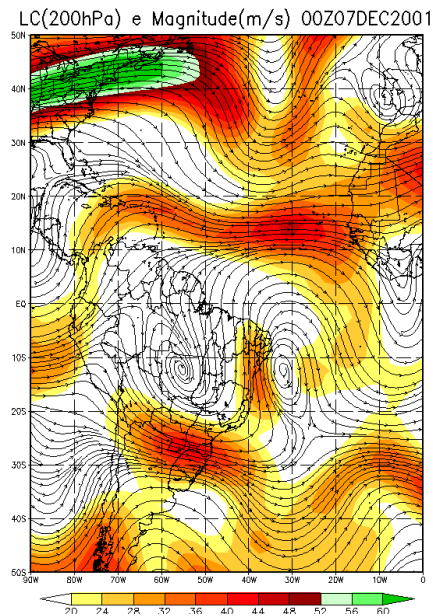 LC(200hPa) e Magnitude(m/s) 00Z07DEC2001
50N
40N
30N
20N
10N
EQ
10S
20S
30S
40S
50S
90W 80W 70W 60W 50W 40W 30W 20W 10W 0
20 24 28 32 36 40 44 48 52 56 60